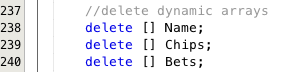 237 //delete dynamic arrays
238 delete [] Name;
239 delete [] Chips;
240 delete [] Bets;